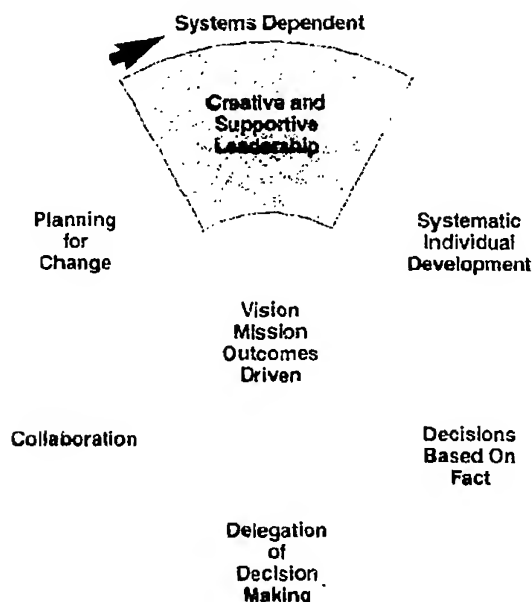 Systems Dependent
Creative and
Supportive
Leadership
Planning
for
Change
Systematic
Individual
Development
Vision
Mission
Outcomes
Driven
Collaboration
Decisions
Based On
Fact
Delegation
of
Decision
Making